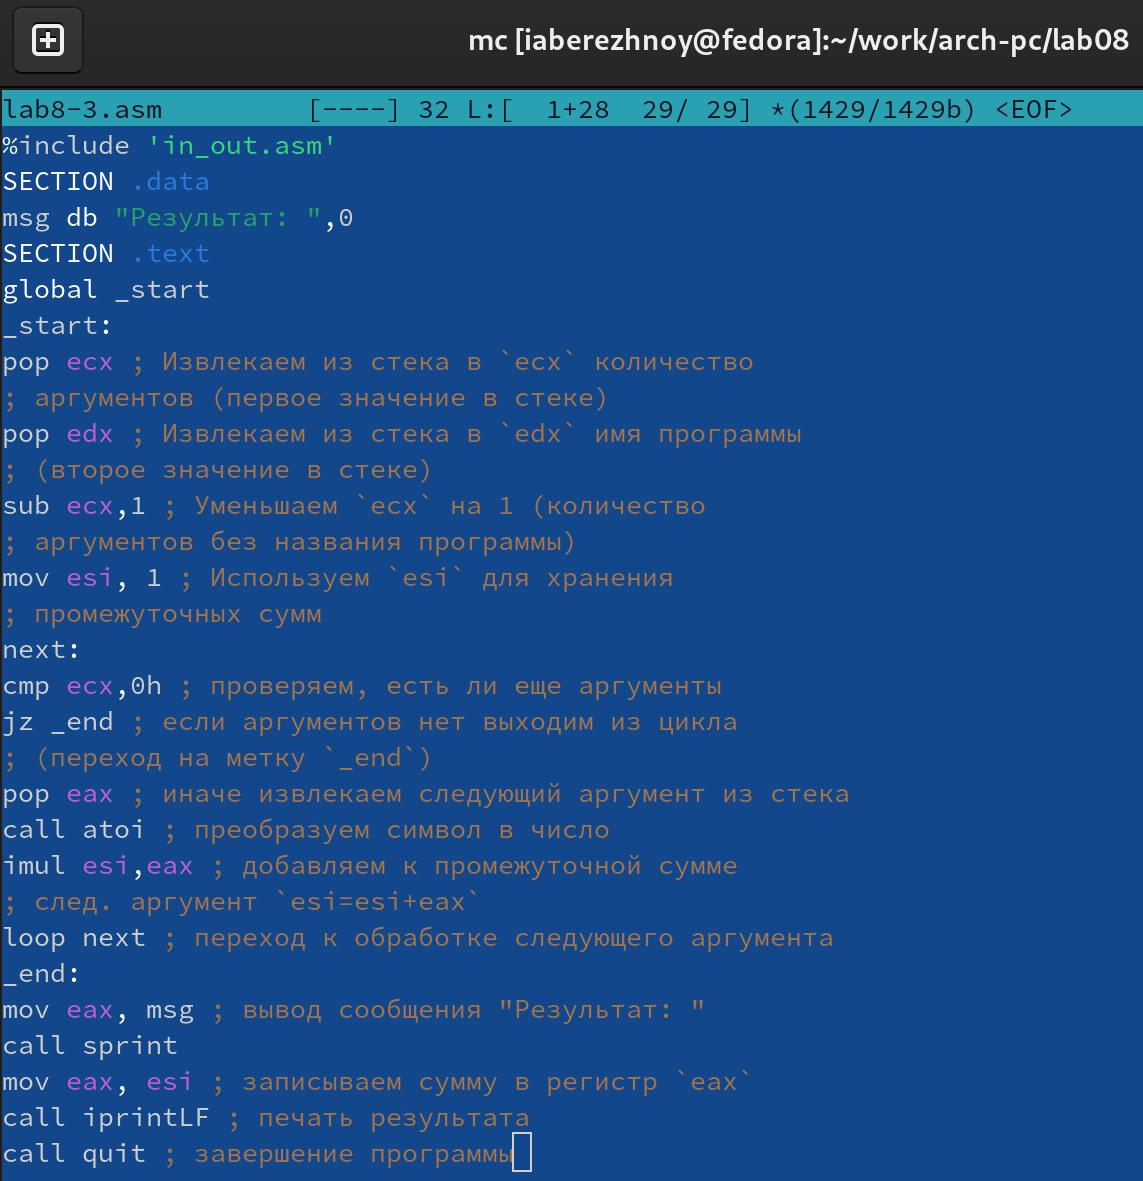 mc [iaberezhnoy@fedora]:~/work/arch-pc/lab08
lab8-3.asm [----] 32 L:[ 1+28 29/ 29] *(1429/1429b) <EOF>
%include 'in_out.asm'
SECTION .data
msg db "Результат: ",0
SECTION .text
global _start
_start:
pop ecx ; Извлекаем из стека в `ecx` количество
; аргументов (первое значение в стеке)
pop edx ; Извлекаем из стека в `edx` имя программы
; (второе значение в стеке)
sub ecx,1 ; Уменьшаем `ecx` на 1 (количество
; аргументов без названия программы)
mov esi, 1 ; Используем `esi` для хранения
; промежуточных сумм
next:
cmp ecx,0h ; проверяем, есть ли еще аргументы
jz _end ; если аргументов нет выходим из цикла
; (переход на метку `_end`)
pop eax ; иначе извлекаем следующий аргумент из стека
call atoi ; преобразуем символ в число
imul esi,eax ; добавляем к промежуточной сумме
; след. аргумент `esi=esi+eax`
loop next ; переход к обработке следующего аргумента
_end:
mov eax, msg ; вывод сообщения "Результат: "
call sprint
mov eax, esi ; записываем сумму в регистр `eax`
call iprintLF ; печать результата
call quit ; завершение программы